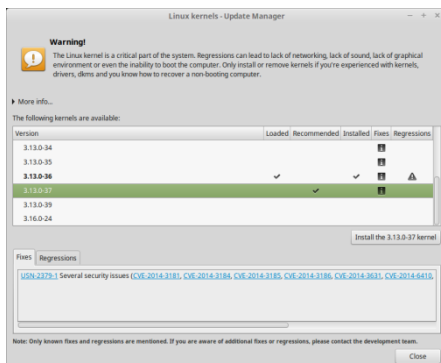 Linux kernels - Update Manager
Warning!
The Linux kernel is a critical part of the system. Regressions can lead to lack of networking, lack of sound, lack of graphical
environment or even the inability to boot the computer. Only install or remove kernels if you're experienced with kernels,
drivers, dkms and you know how to recover a non-booting computer.
More info...
The following kernels are available:
Version Loaded Recommended Installed Fixes Regressions
3.13.0-34
3.13.0-35
3.13.0-36
3.13.0-37
3.13.0-39
3.16.0-24
Install the 3.13.0-37 kernel
Fixes Regressions
USN-2379-1 Several security issues (CVE-2014-3181, CVE-2014-3184, CVE-2014-3185, CVE-2014-3186, CVE-2014-3631, CVE-2014-6410,
Note: Only known fixes and regressions are mentioned. If you are aware of additional fixes or regressions, please contact the development team.
Close